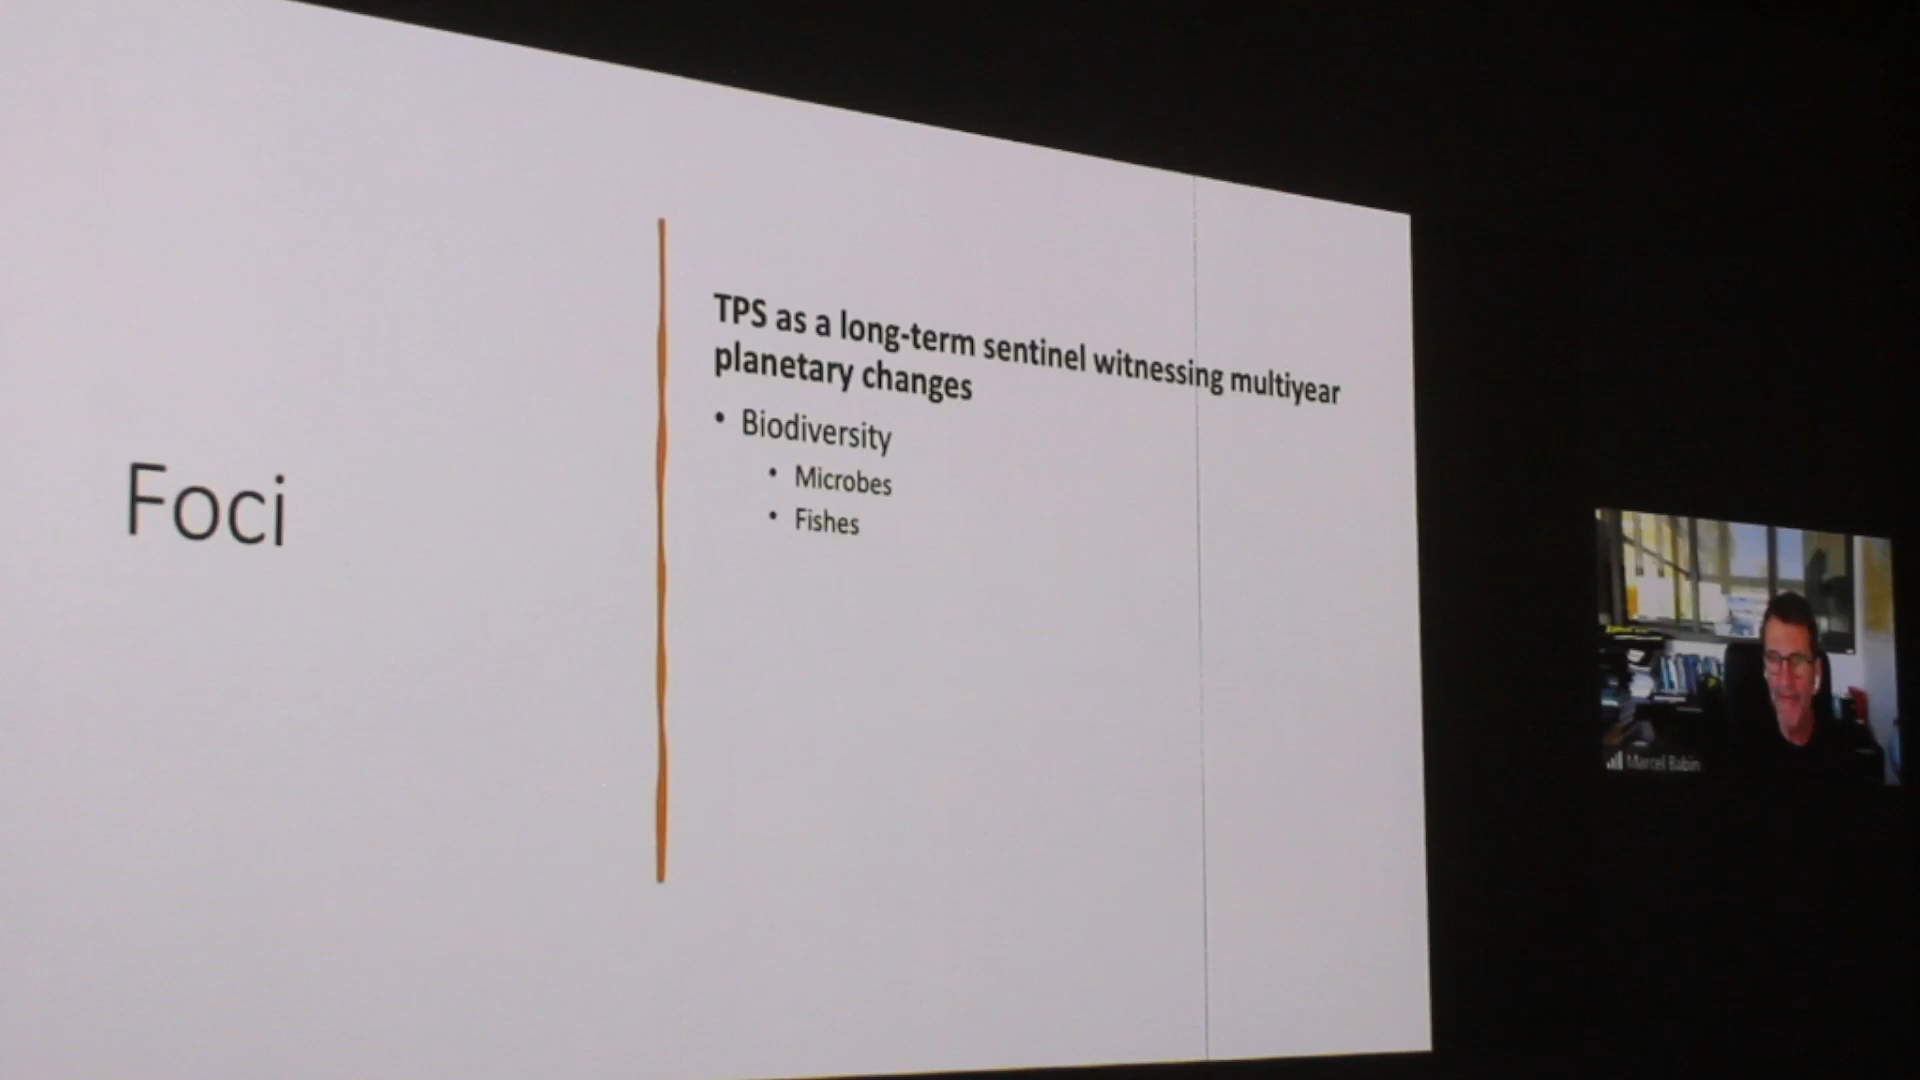 Foci
TPS as a long-term sentinel witnessing multiyear
planetary changes
• Biodiversity
• Microbes
• Fishes
Marcel Babin